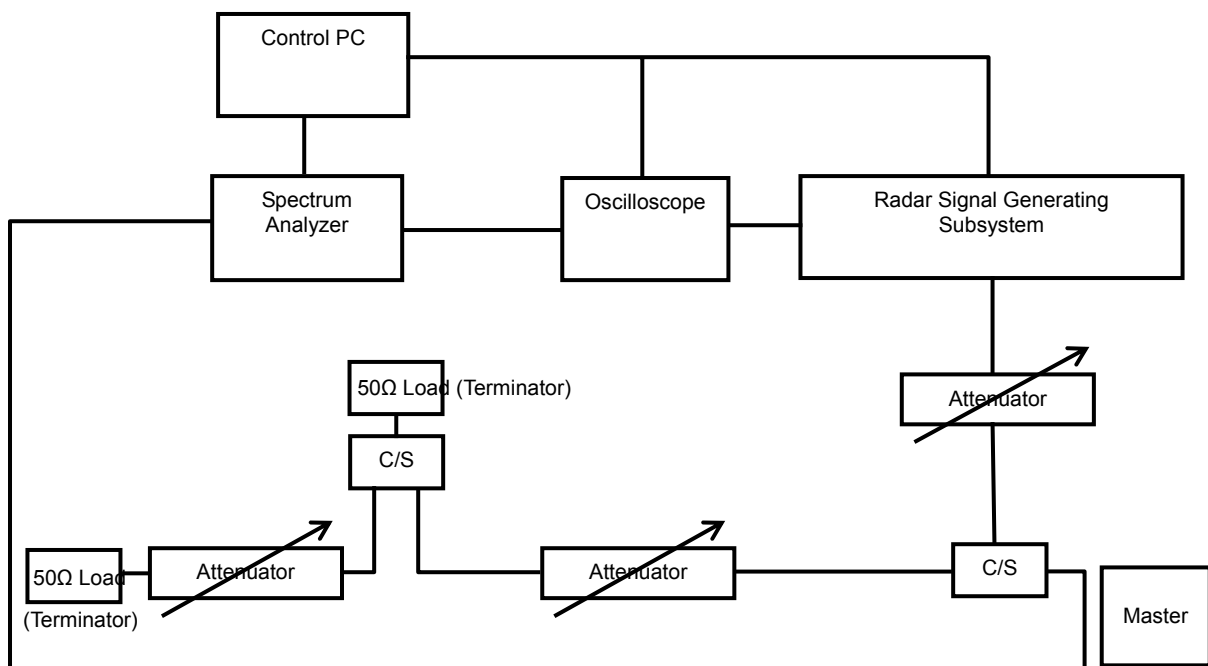 Control PC
Spectrum
Analyzer
Oscilloscope
Radar Signal Generating
Subsystem
50Ω Load (Terminator)
Attenuator
C/S
50Ω Load
(Terminator)
Attenuator
Attenuator
C/S
Master